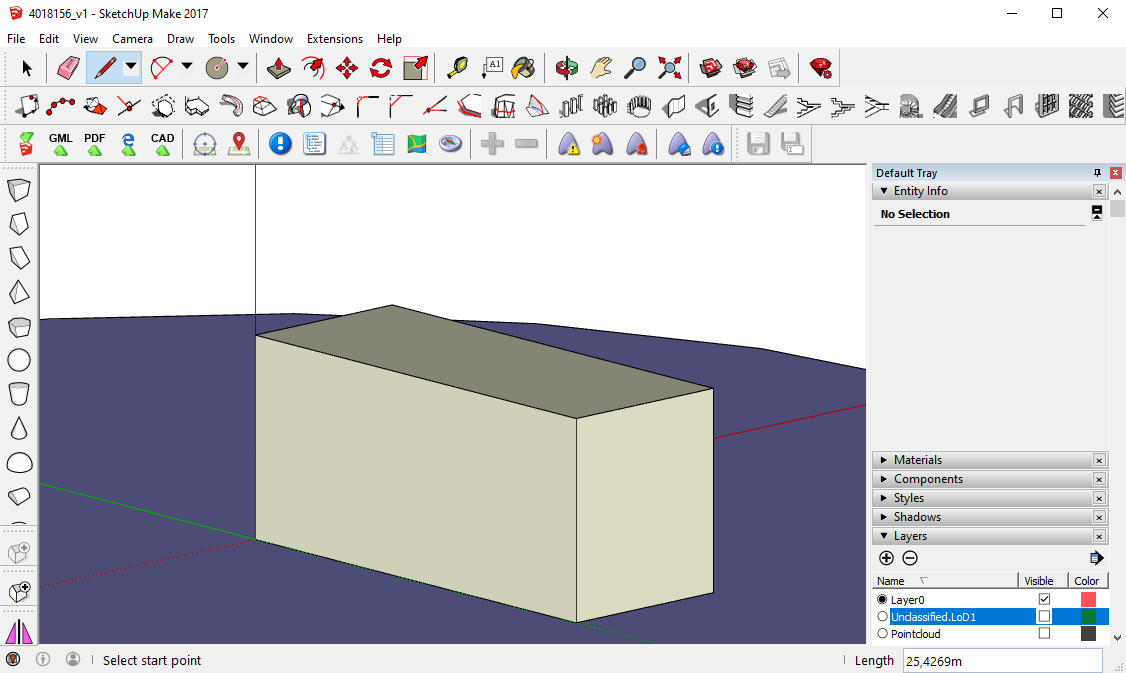 4018156_v1 - SketchUp Make 2017
File Edit View Camera Draw Tools Window Extensions Help
A1
GML PDF e CAD
Default Tray
Entity Info
No Selection
Materials
Components
Styles
Shadows
Layers
Name Visible Color
Layer0
Unclassified.LoD1
Pointcloud
Select start point Length 25,4269m